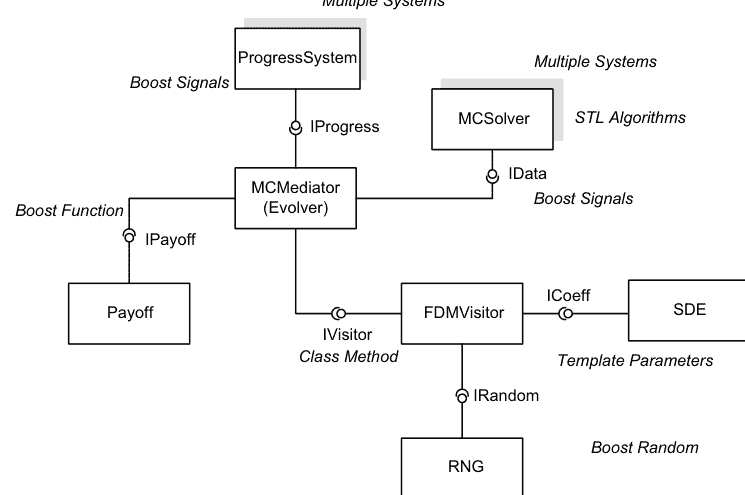 Multiple Systems
ProgressSystem
Boost Signals
Multiple Systems
MCSolver
STL Algorithms
IProgress
IData
MCMediator
(Evolver)
Boost Signals
Boost Function
IPayoff
Payoff
ICoeff
FDMVisitor
SDE
IVisitor
Class Method
Template Parameters
IRandom
Boost Random
RNG